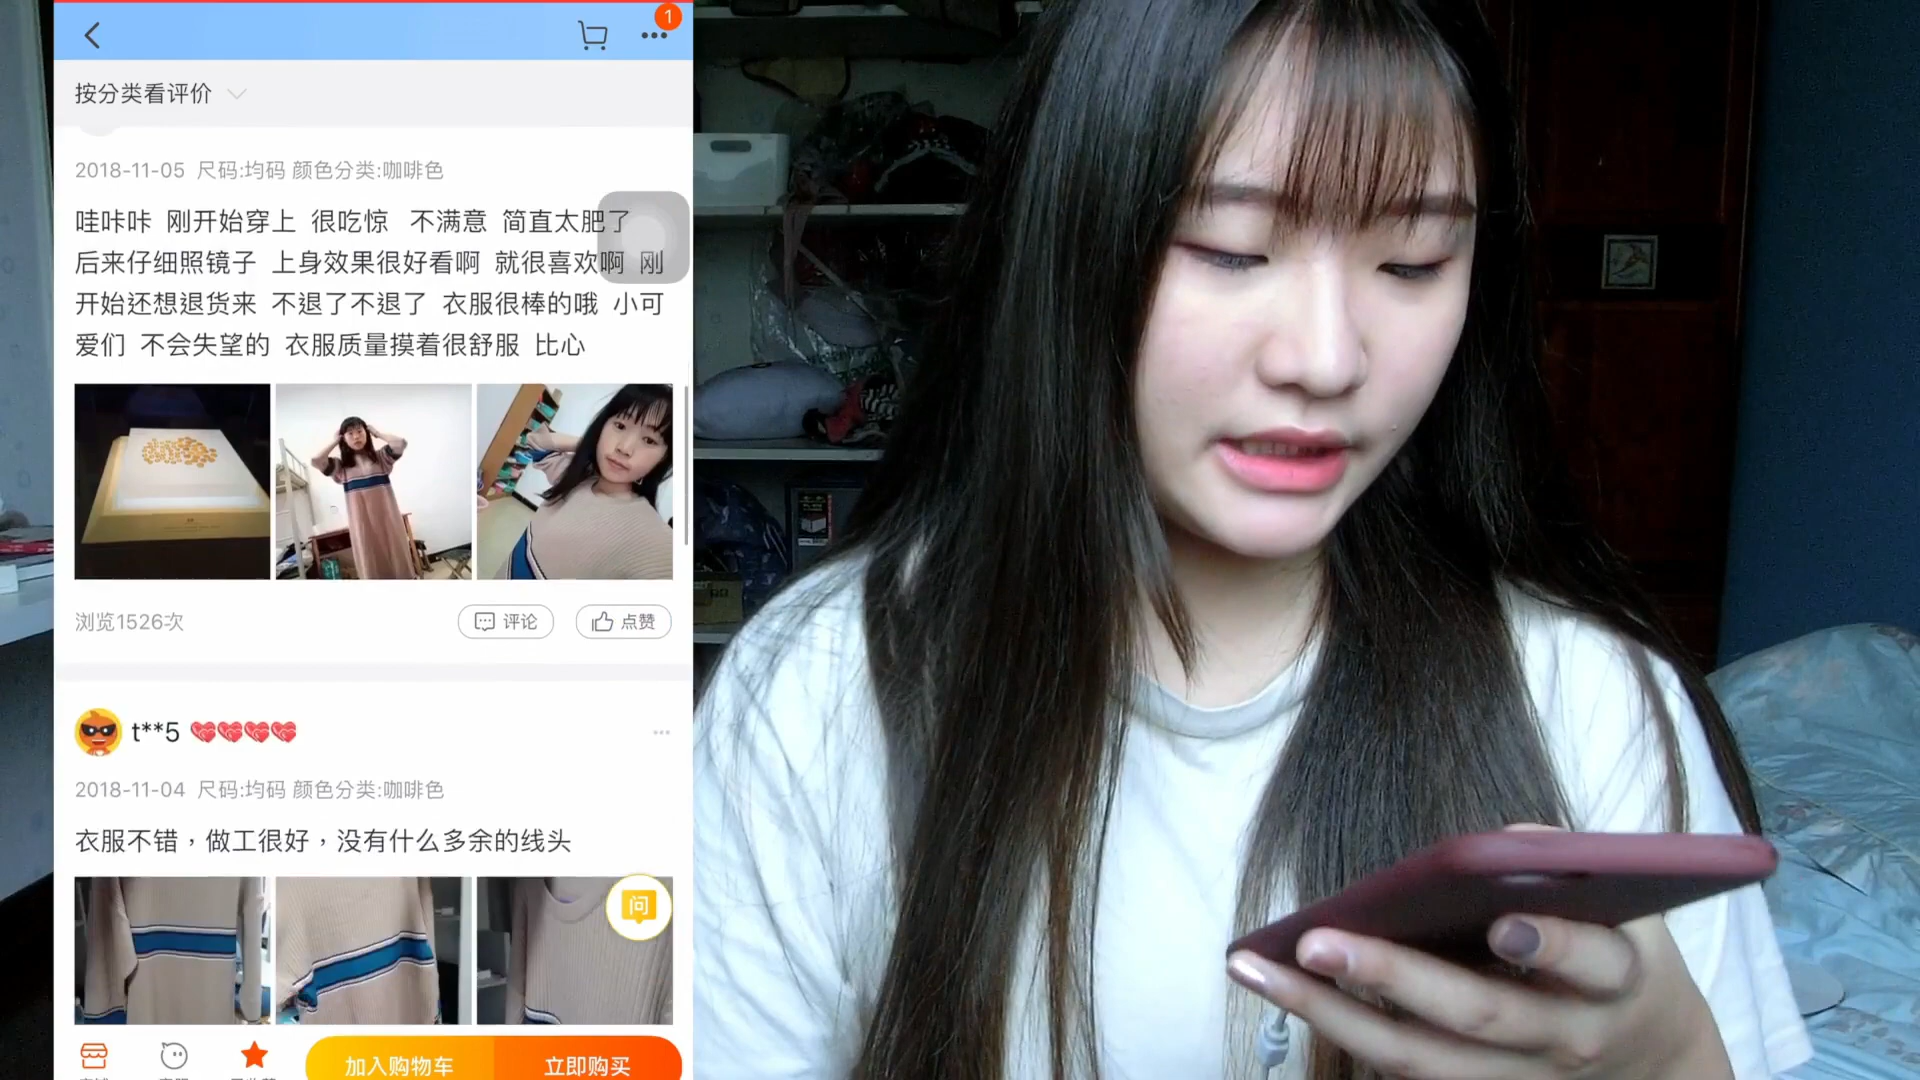 1
按分类看评价
2018-11-05 尺码:均码 颜色分类:咖啡色
哇咔咔 刚开始穿上 很吃惊 不满意 简直太肥了
后来仔细照镜子 上身效果很好看啊 就很喜欢啊 刚
开始还想退货来 不退了不退了 衣服很棒的哦 小可
爱们 不会失望的 衣服质量摸着很舒服 比心
浏览1526次
评论
点赞
t**5
2018-11-04 尺码:均码 颜色分类:咖啡色
衣服不错，做工很好，没有什么多余的线头
问
加入购物车
立即购买